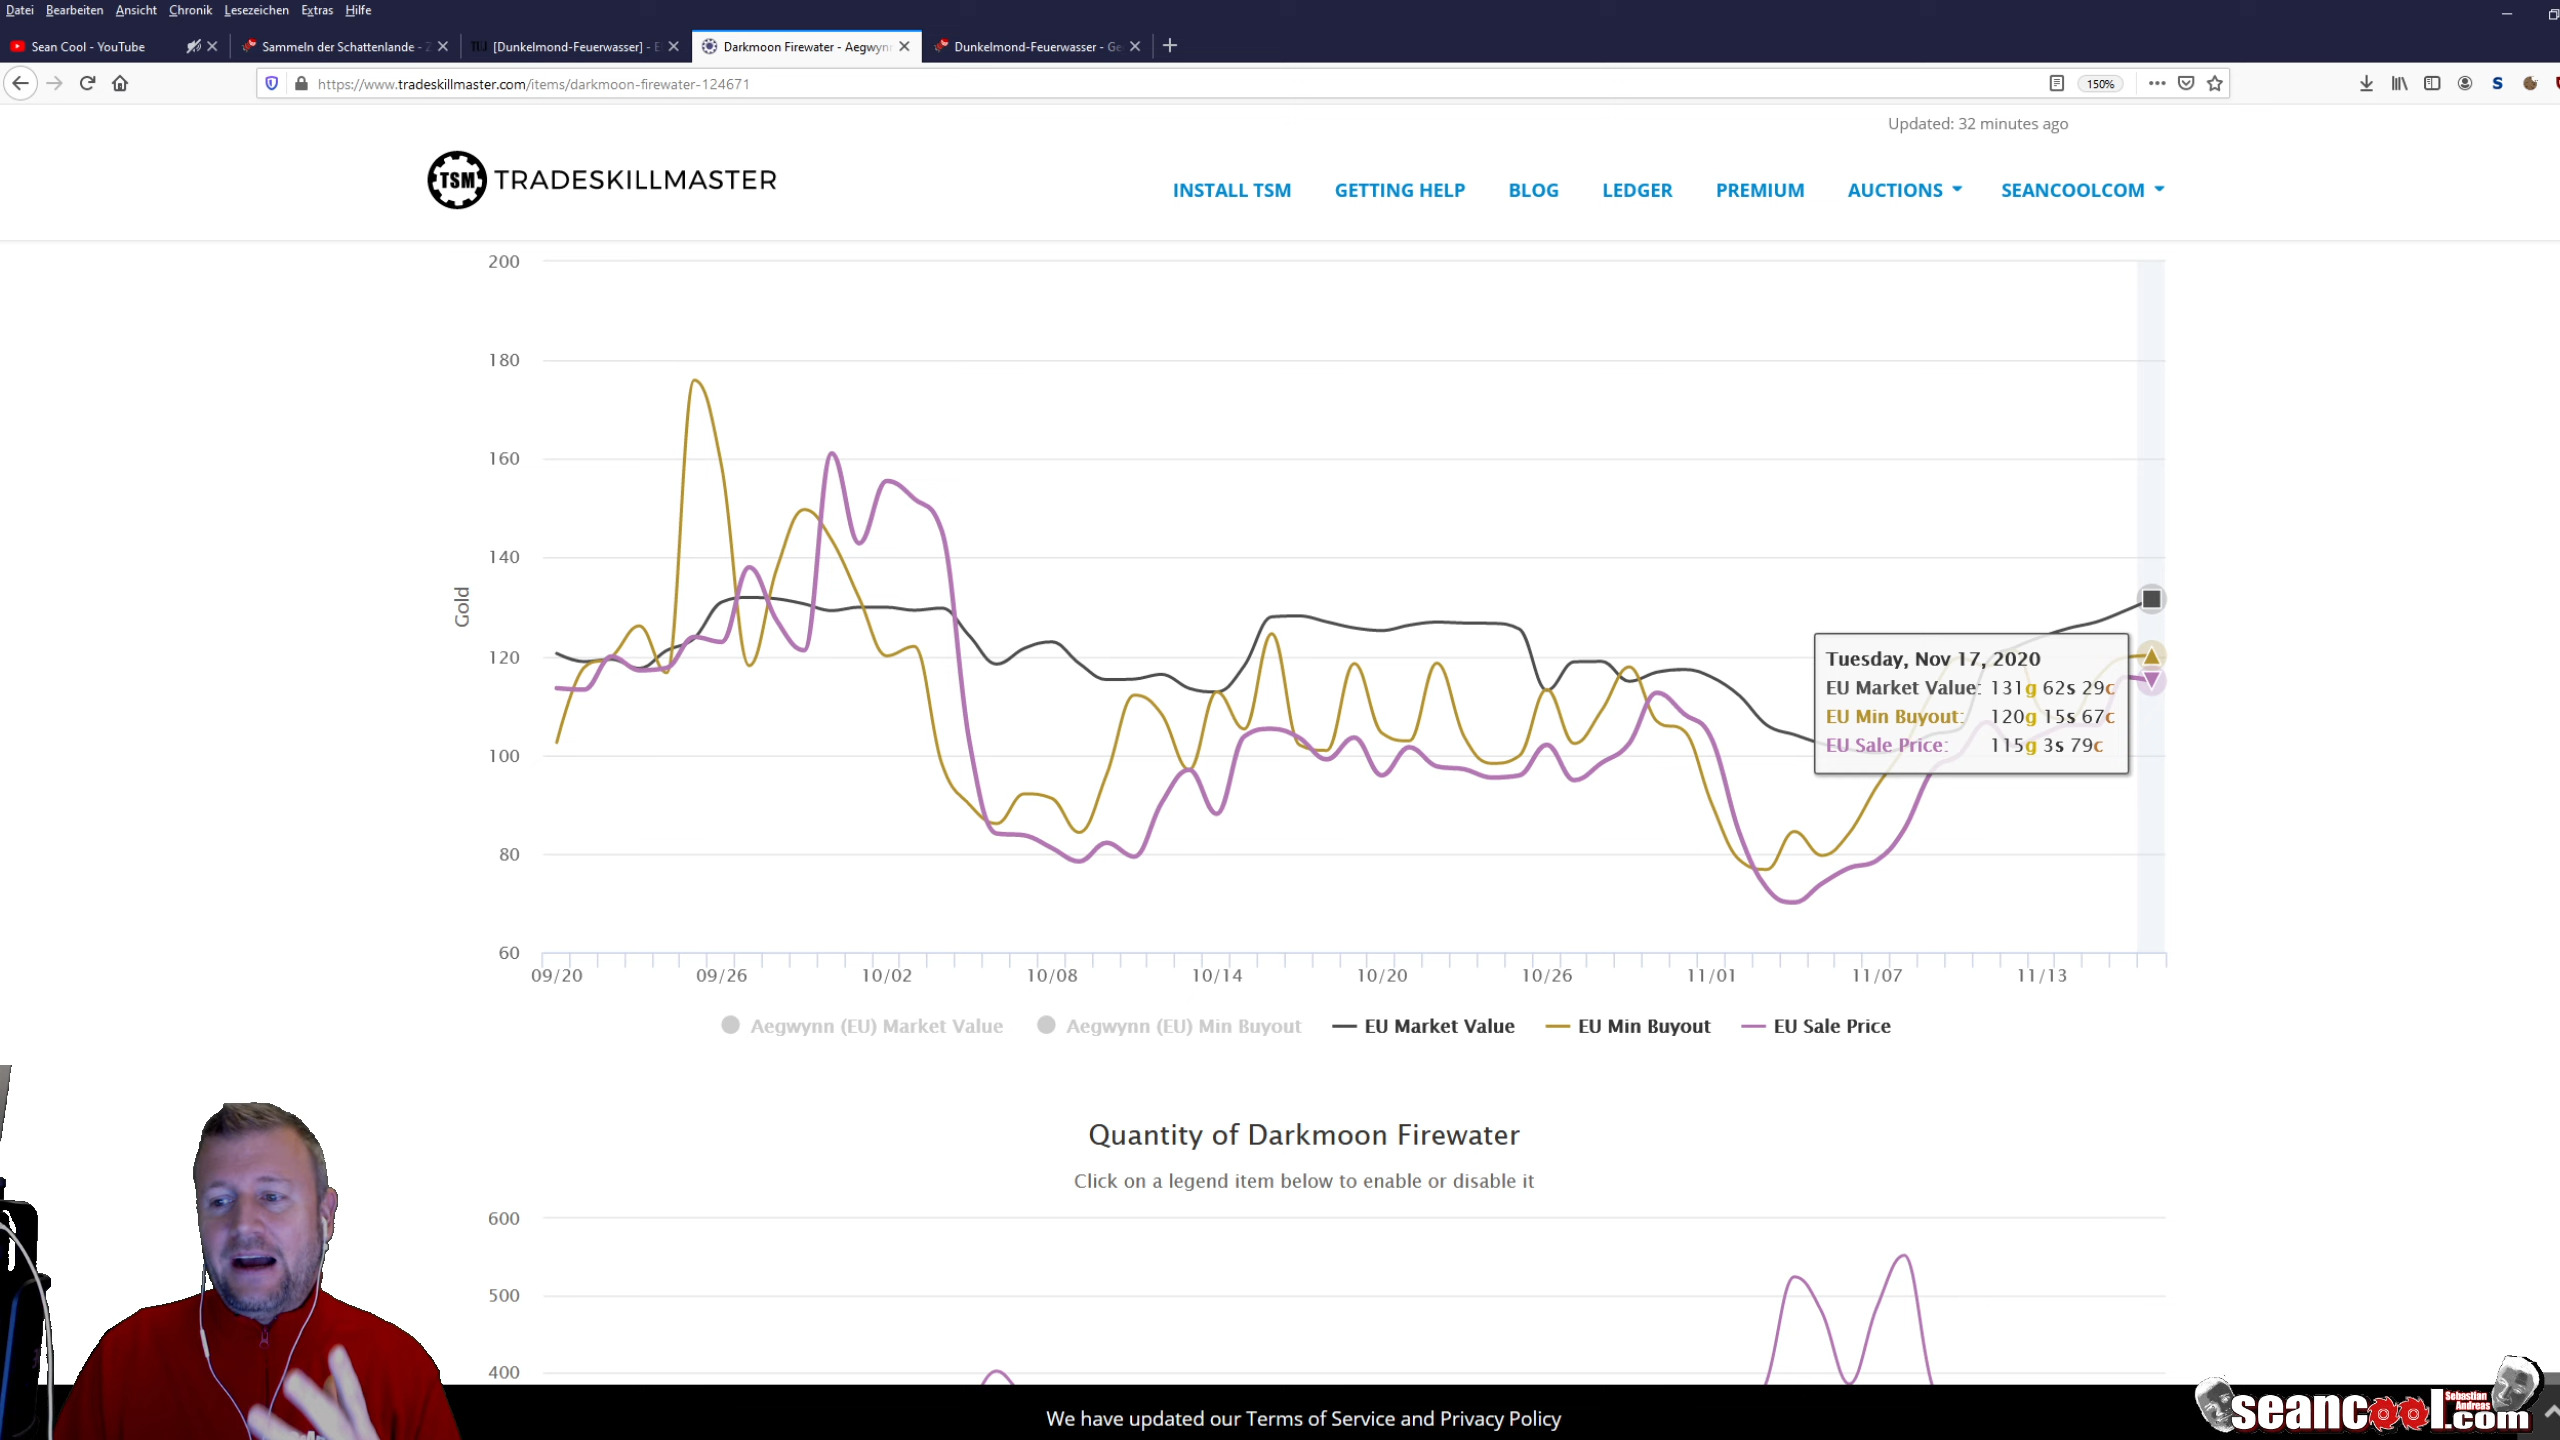 Datei Bearbeiten Ansicht Chronik Lesezeichen Extras Hilfe
Sean Cool - YouTube
Sammeln der Schattenlande -
[Dunkelmond-Feuerwasser] -
Darkmoon Firewater - Aegwynn
Dunkelmond-Feuerwasser - Ge
https://www.tradeskillmaster.com/items/darkmoon-firewater-124671
150%
Updated: 32 minutes ago
TSM TRADESKILLMASTER
INSTALL TSM GETTING HELP BLOG LEDGER PREMIUM AUCTIONS SEANCOOLCOM
200
180
160
140
120
100
80
60
Gold
Tuesday, Nov 17, 2020
EU Market Value: 131g 62s 29c
EU Min Buyout: 120g 15s 67c
EU Sale Price: 115g 3s 79c
09/20 09/26 10/02 10/08 10/14 10/20 10/26 11/01 11/07 11/13
Aegwynn (EU) Market Value Aegwynn (EU) Min Buyout EU Market Value EU Min Buyout EU Sale Price
Quantity of Darkmoon Firewater
Click on a legend item below to enable or disable it
600
500
400
We have updated our Terms of Service and Privacy Policy
seancool.com
Sebastian
Andreas